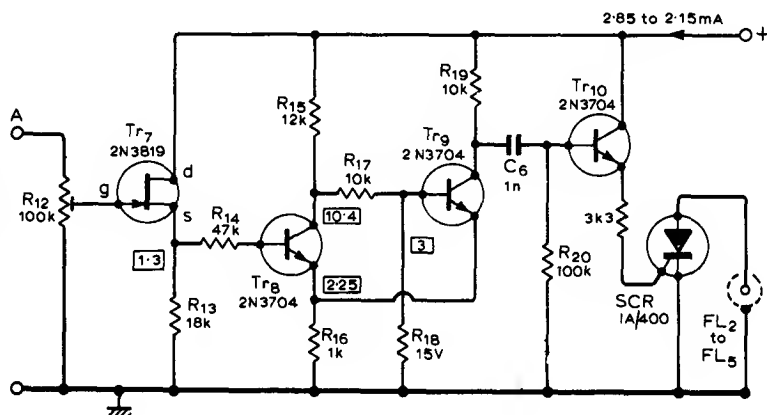 2·85 to 2·15mA
+
A
R12
100k
Tr7
2N3819
g
d
s
1·3
R13
18k
R14
47k
R15
12k
Tr8
2N3704
10·4
2·25
R16
1k
R17
10k
3
R18
15V
Tr9
2N3704
R19
10k
C6
1n
R20
100k
Tr10
2N3704
3k3
SCR
1A/400
FL2
to
FL5